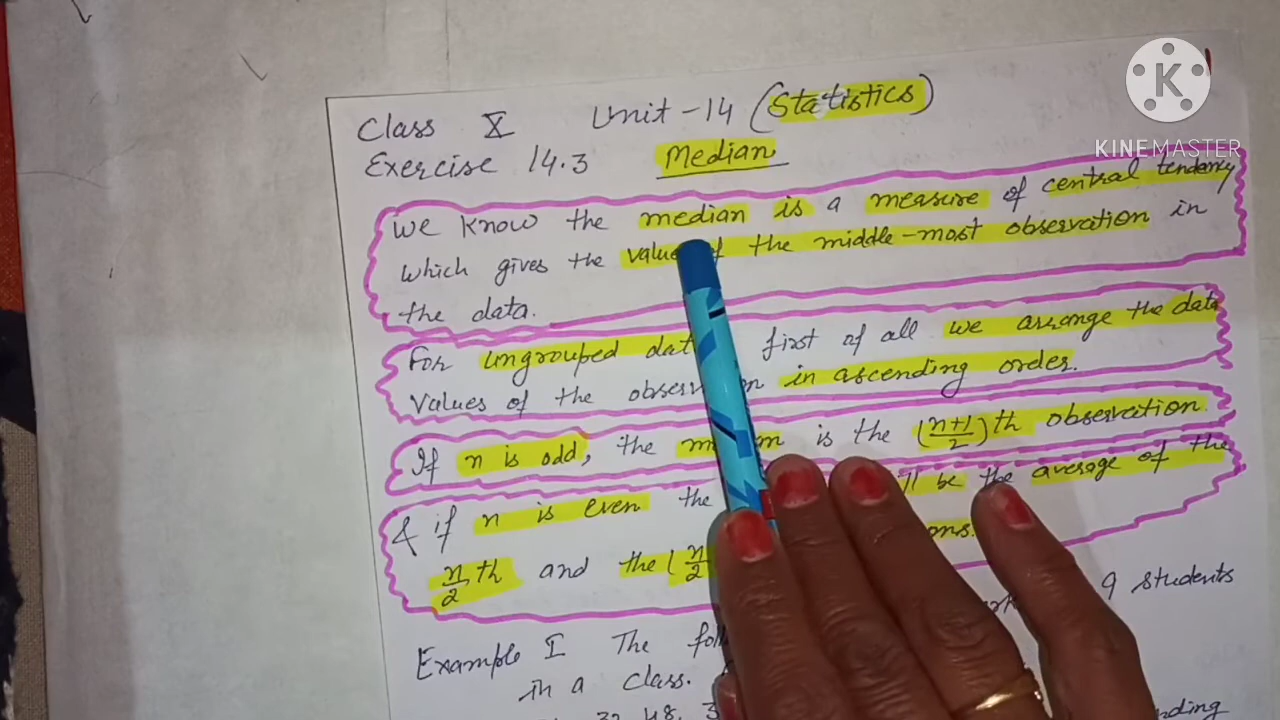 KINEMASTER
Class X Unit-14 (Statistics)
Exercise 14.3 Median
We know the median is a measure of central tendency
which gives the value of the middle-most observation in
the data.
For ungrouped first of all we arrange the data
values of the in ascending order.
If n is odd, the is the (n+1/2)th observation.
& if n is even the be the average of the
n/2 th and the
Example I The 9 students
in a class.
32, 48,